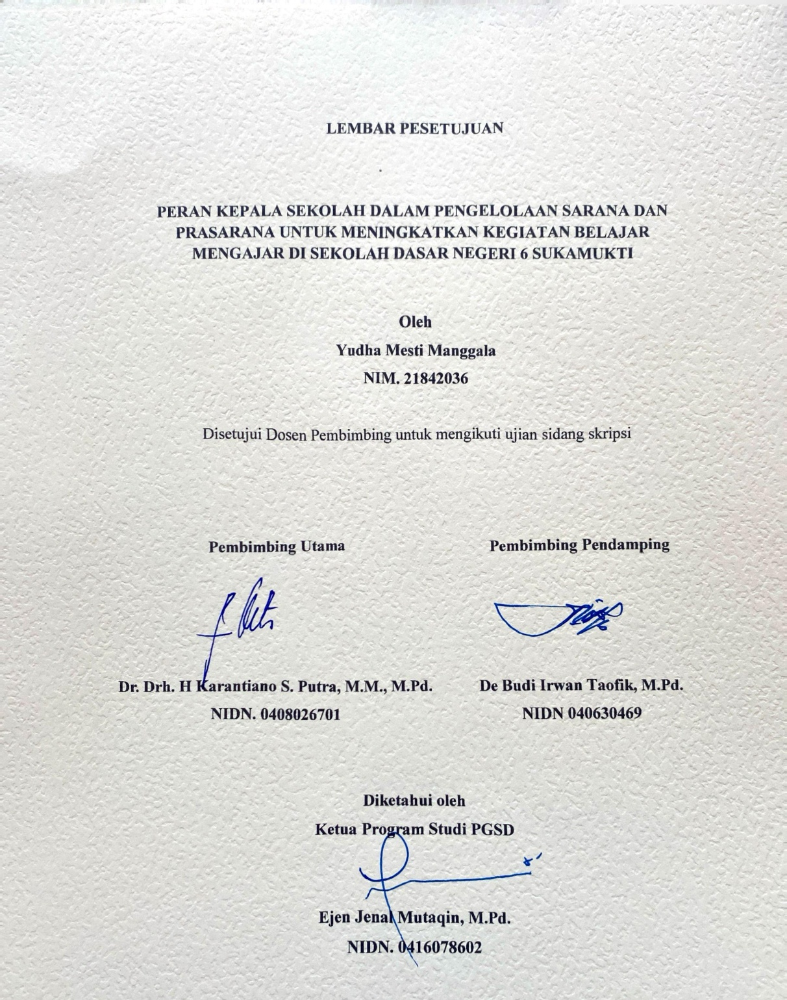 LEMBAR PESETUJUAN
PERAN KEPALA SEKOLAH DALAM PENGELOLAAN SARANA DAN
PRASARANA UNTUK MENINGKATKAN KEGIATAN BELAJAR
MENGAJAR DI SEKOLAH DASAR NEGERI 6 SUKAMUKTI
Oleh
Yudha Mesti Manggala
NIM. 21842036
Disetujui Dosen Pembimbing untuk mengikuti ujian sidang skripsi
Pembimbing Utama
Pembimbing Pendamping
Dr. Drh. H Karantiano S. Putra, M.M., M.Pd.
De Budi Irwan Taofik, M.Pd.
NIDN. 0408026701
NIDN 040630469
Diketahui oleh
Ketua Program Studi PGSD
Ejen Jenal Mutaqin, M.Pd.
NIDN. 0416078602